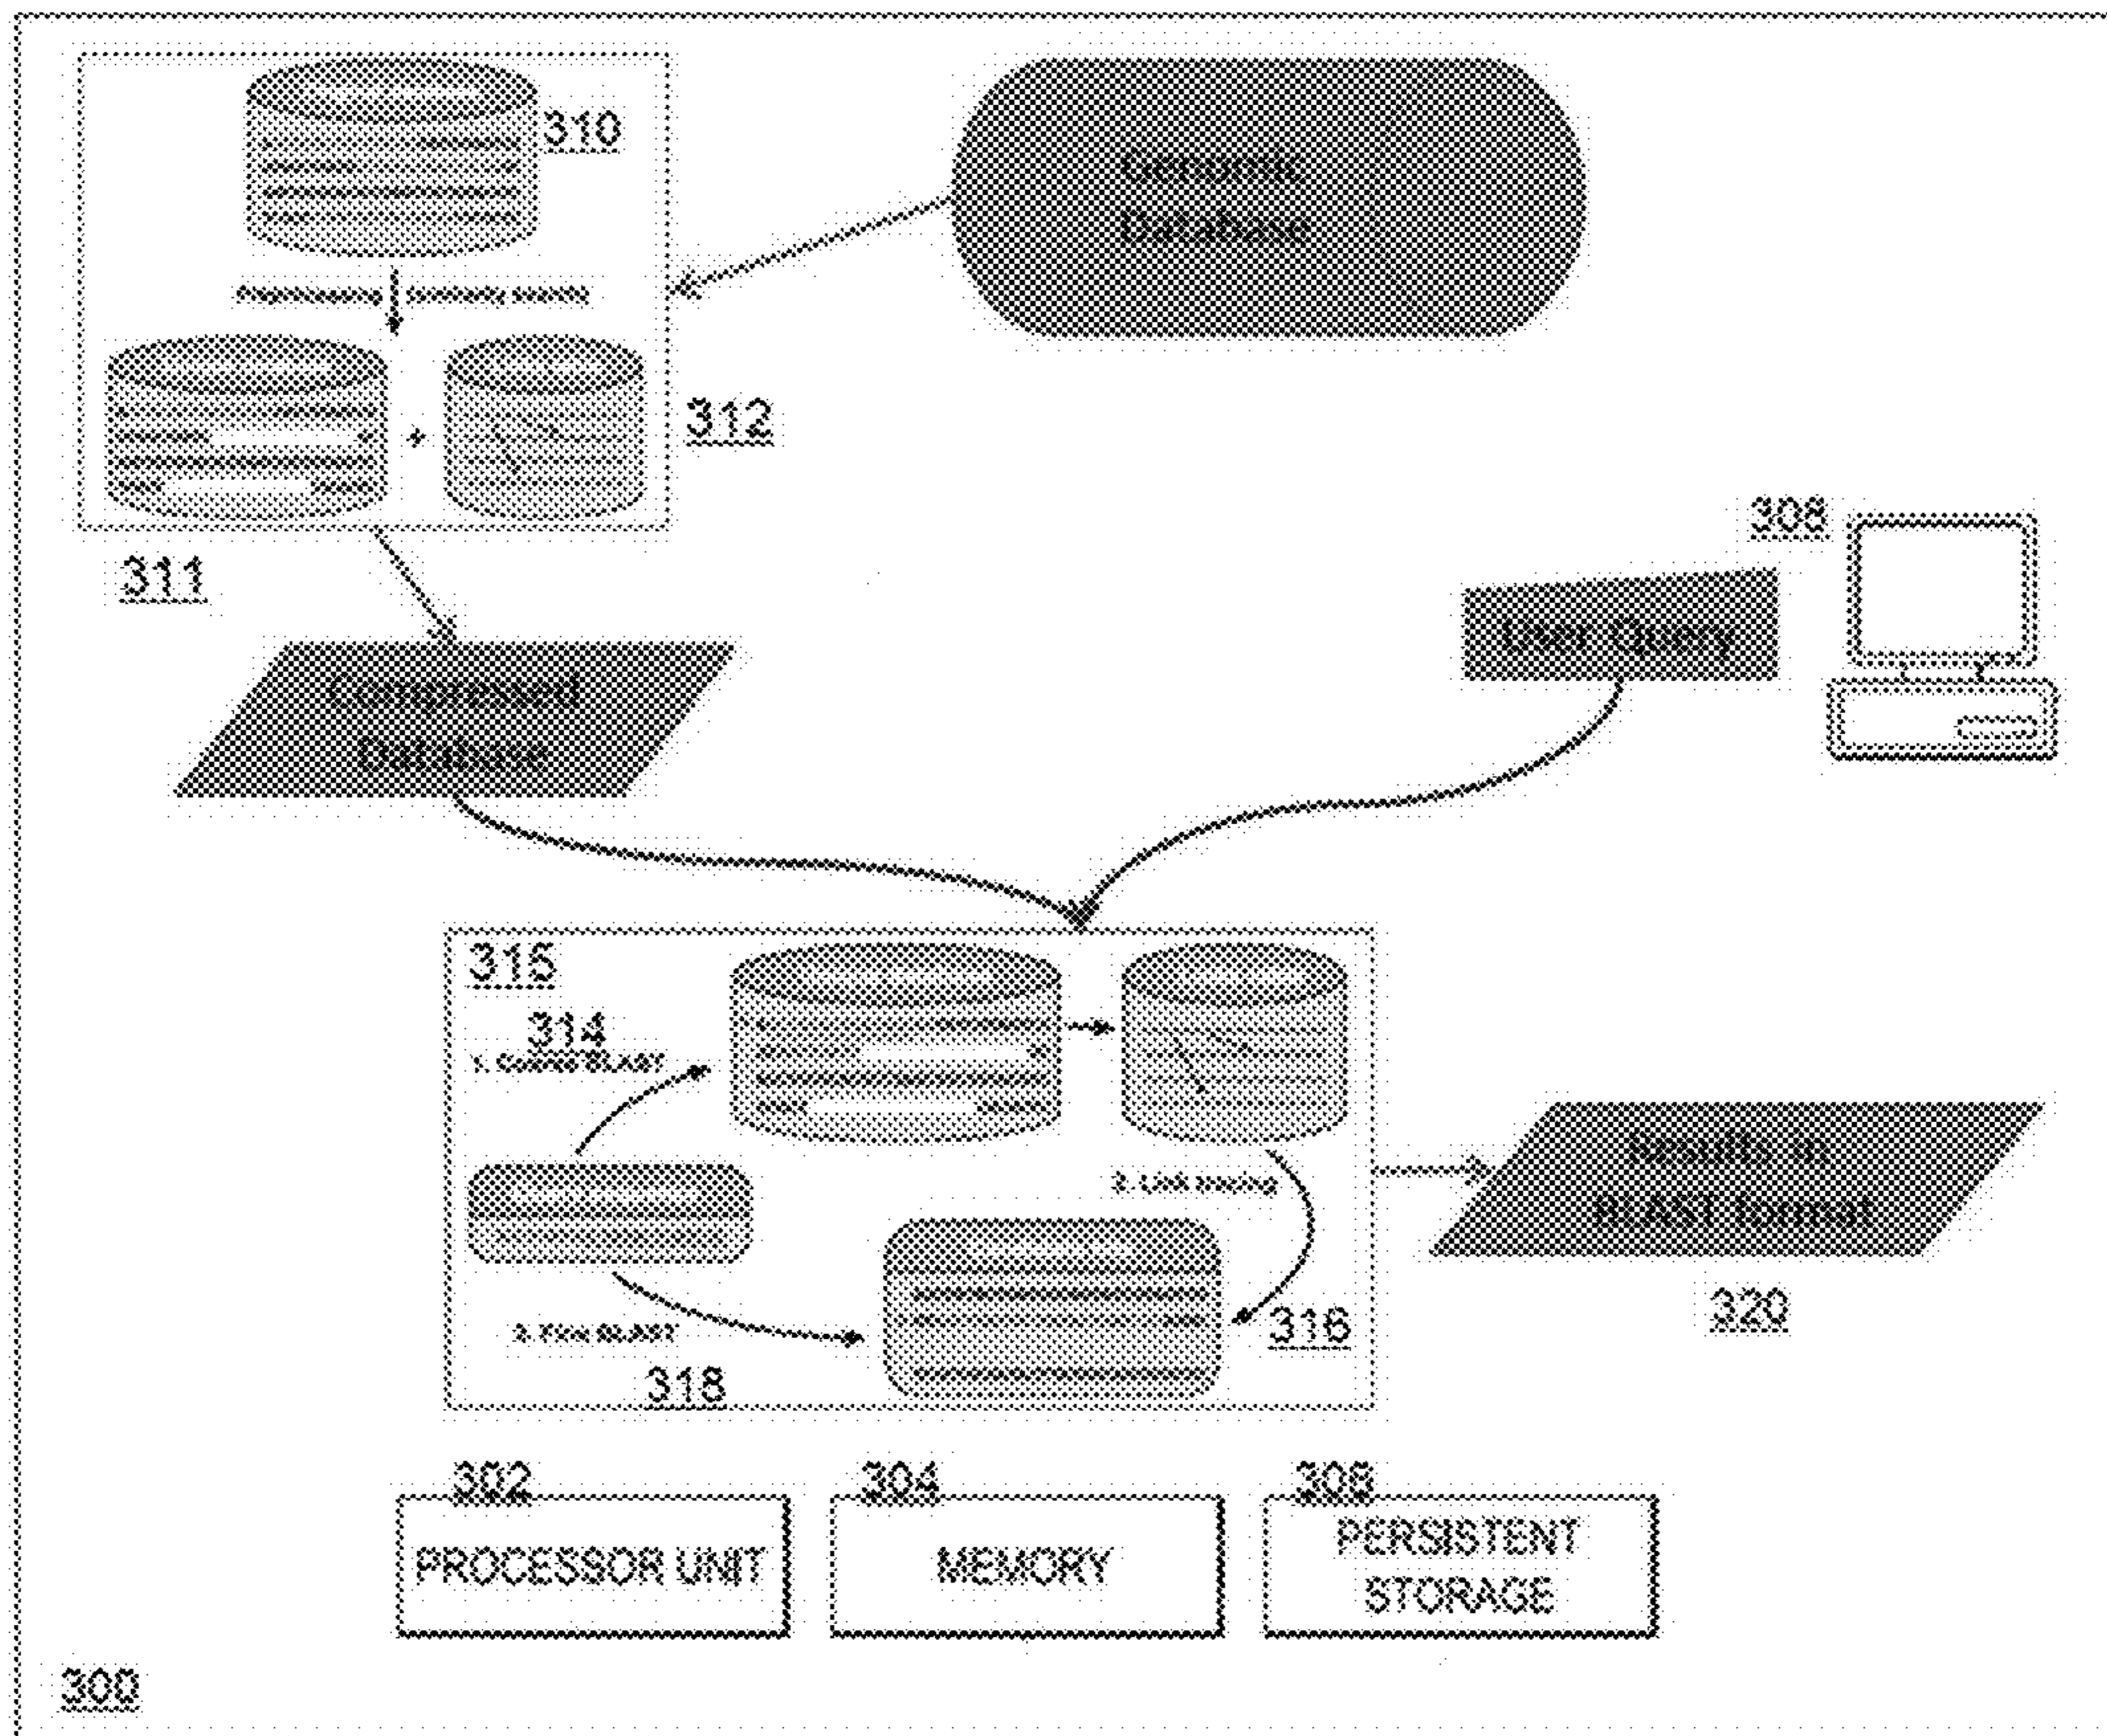 310
Genomic
Database
312
311
308
Compressed
Database
User Query
315
314
1. Coarse BLAST
2. Link tracing
Results in
BLAST format
3. Fine BLAST
316
318
320
302
304
PROCESSOR UNIT
MEMORY
PERSISTENT
STORAGE
300